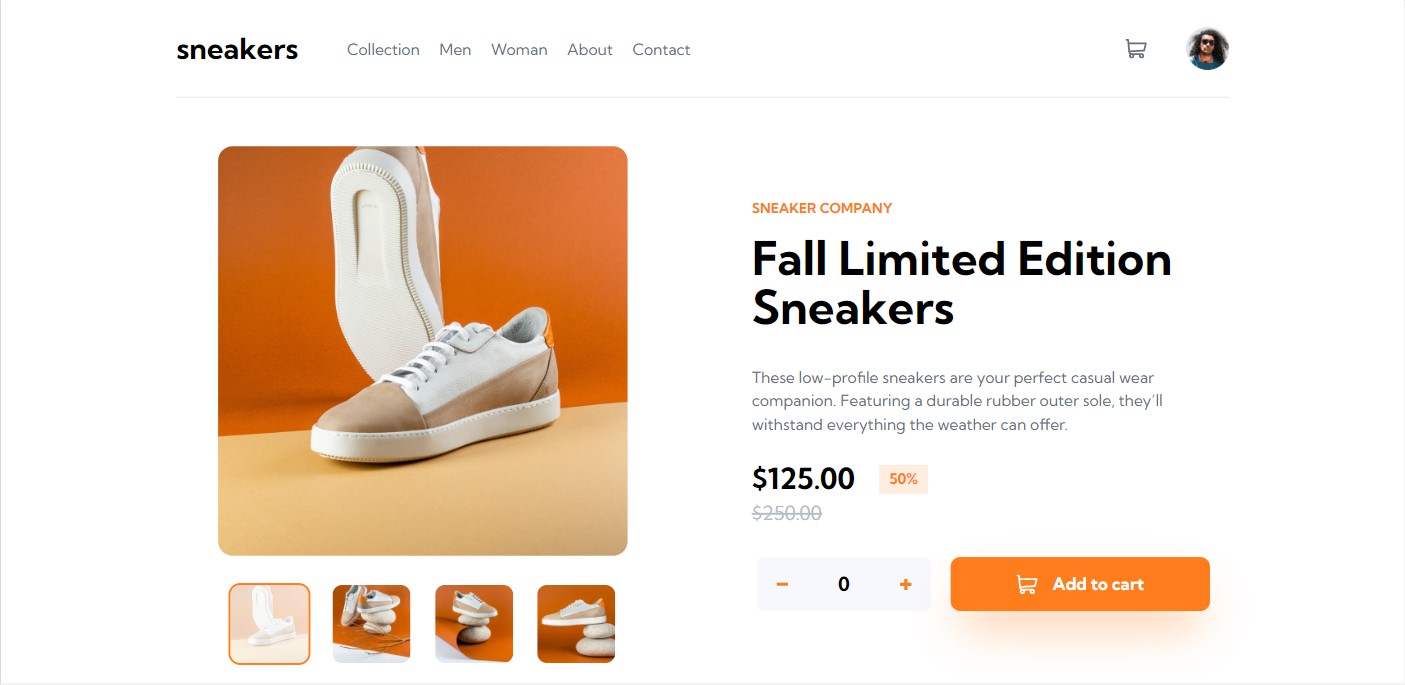 sneakers
Collection Men Woman About Contact
SNEAKER COMPANY
Fall Limited Edition
Sneakers
These low-profile sneakers are your perfect casual wear
companion. Featuring a durable rubber outer sole, they'll
withstand everything the weather can offer.
$125.00 50%
$250.00
0
Add to cart